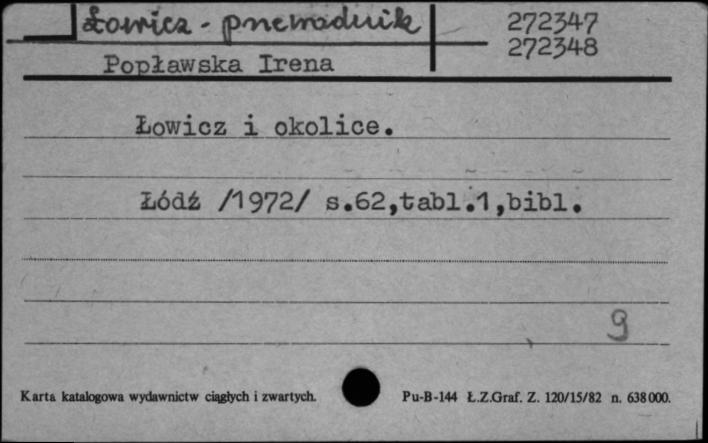 Łowicz - przewodnik
272347
272348
Popławska Irena
Łowicz i okolice.
Łódź /1972/ s.62,tabl.1,bibl.
9
Karta katalogowa wydawnictw ciągłych i zwartych.
Pu-B-144 Ł.Z.Graf. Z. 120/15/82 n. 638000.